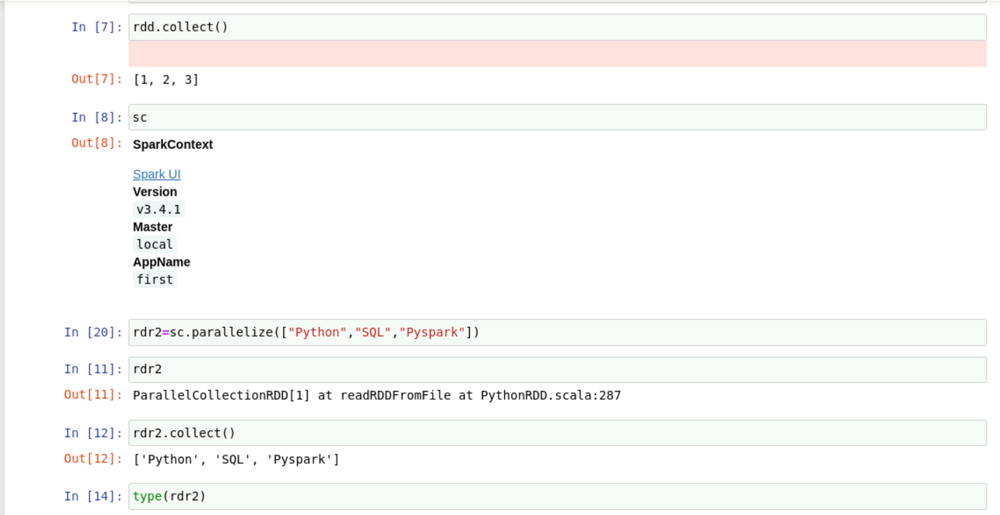 In [7]: rdd.collect()
Out[7]: [1, 2, 3]
In [8]: sc
Out[8]: SparkContext
Spark UI
Version
v3.4.1
Master
local
AppName
first
In [20]: rdr2=sc.parallelize(["Python","SQL","Pyspark"])
In [11]: rdr2
Out[11]: ParallelCollectionRDD[1] at readRDDFromFile at PythonRDD.scala:287
In [12]: rdr2.collect()
Out[12]: ['Python', 'SQL', 'Pyspark']
In [14]: type(rdr2)